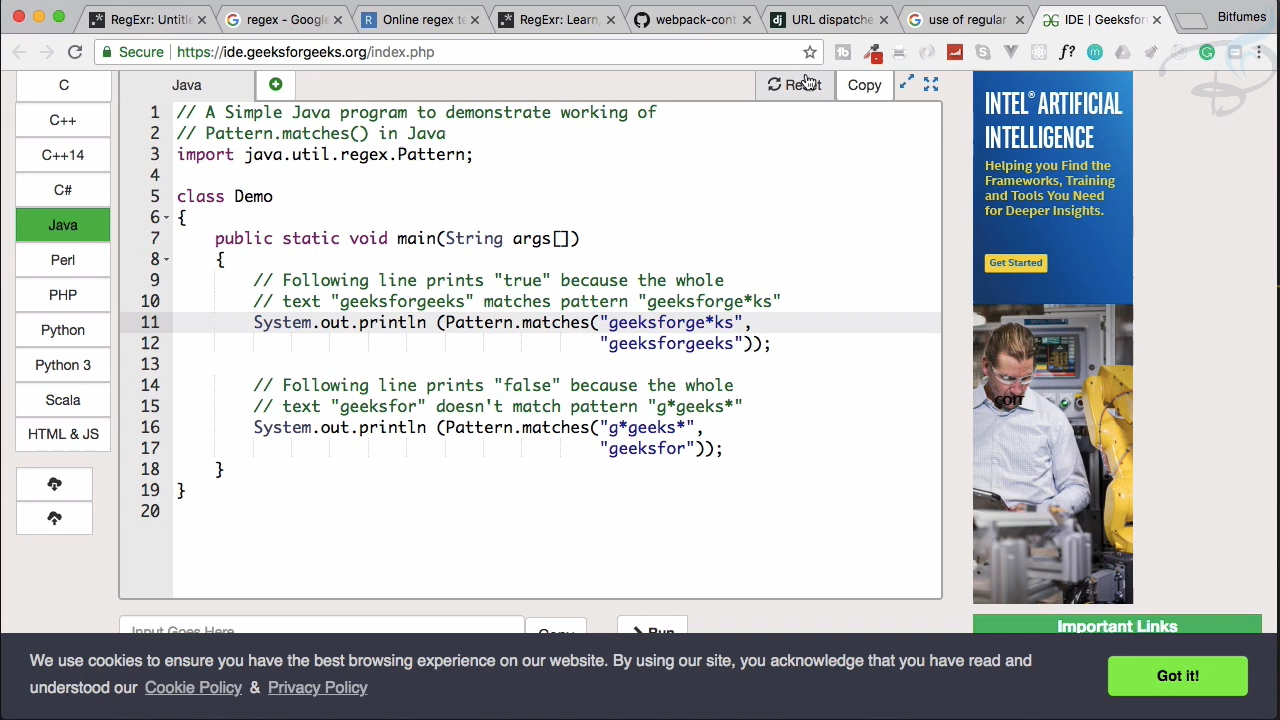 RegExr: Untitle
regex - Google
Online regex te
RegExr: Learn,
webpack-cont
URL dispatche
use of regular
IDE | Geeksfor
Bitfumes
Secure | https://ide.geeksforgeeks.org/index.php
C
C++
C++14
C#
Java
Perl
PHP
Python
Python 3
Scala
HTML & JS
Java
Reset
Copy
1 // A Simple Java program to demonstrate working of
2 // Pattern.matches() in Java
3 import java.util.regex.Pattern;
4
5 class Demo
6 {
7 public static void main(String args[])
8 {
9 // Following line prints "true" because the whole
10 // text "geeksforgeeks" matches pattern "geeksforge*ks"
11 System.out.println (Pattern.matches("geeksforge*ks",
12 "geeksforgeeks"));
13
14 // Following line prints "false" because the whole
15 // text "geeksfor" doesn't match pattern "g*geeks*"
16 System.out.println (Pattern.matches("g*geeks*",
17 "geeksfor"));
18 }
19 }
20
Input Goes Here
Copy
Run
INTEL® ARTIFICIAL
INTELLIGENCE
Helping you Find the
Frameworks, Training
and Tools You Need
for Deeper Insights.
Get Started
com
Important Links
We use cookies to ensure you have the best browsing experience on our website. By using our site, you acknowledge that you have read and
understood our Cookie Policy & Privacy Policy
Got it!